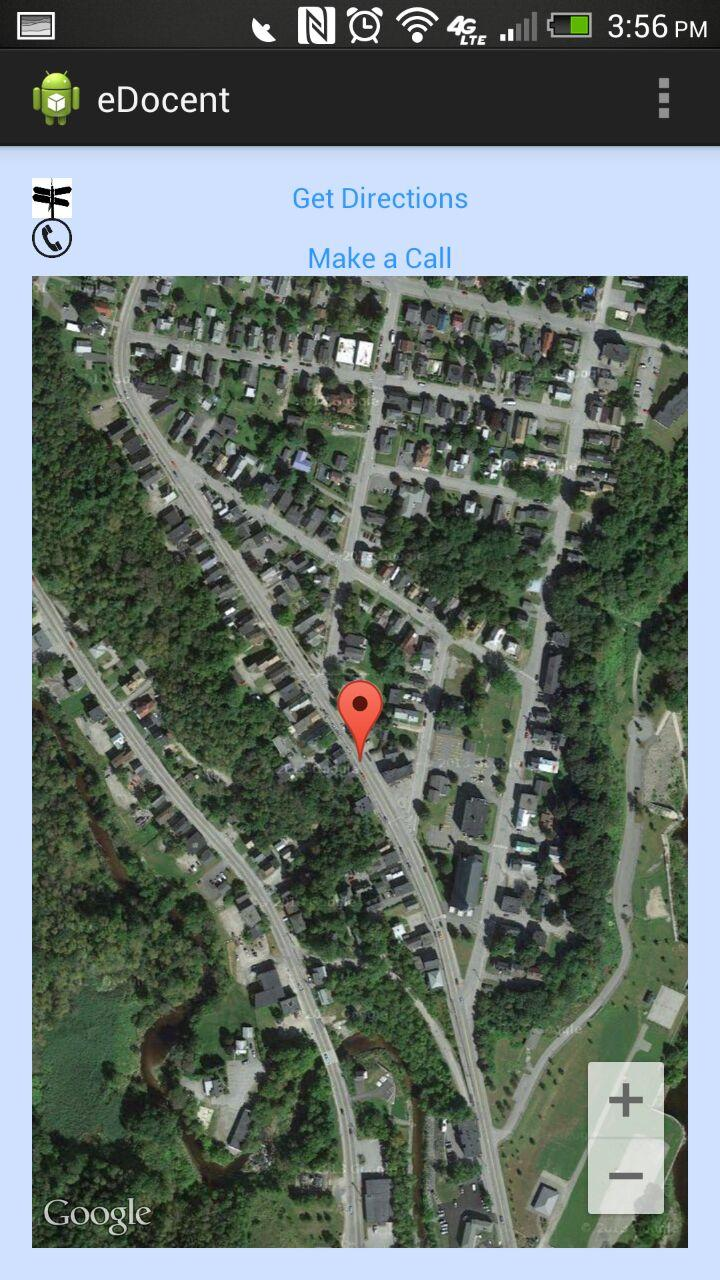 4G
LTE
3:56 PM
eDocent
Get Directions
Make a Call
Google